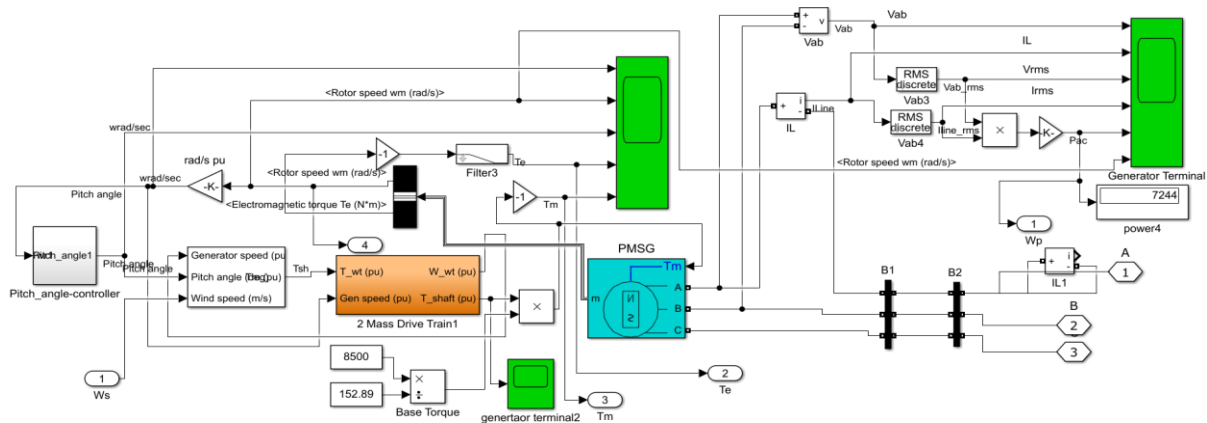 Vab
Vab
Vab
IL
Vrms
RMS
discrete
Vab_rms
Vab3
Irms
ILine
IL
RMS
discrete
Iline_rms
Vab4
×
-K-
Pac
Generator Terminal
<Rotor speed wm (rad/s)>
<Rotor speed wm (rad/s)>
7244
power4
1
Wp
wrad/sec
-1
Te
Filter3
rad/s pu
wrad/sec
-K-
Pitch angle
<Rotor speed wm (rad/s)>
<Electromagnetic torque Te (N*m)>
-1
Tm
4
Pitch_angle1
Pitch_angle-controller
Pitch angle
Pitch angle
Generator speed (pu
Pitch angle
Wind speed (m/s)
Tsh
T_wt (pu)
W_wt (pu)
Gen speed (pu)
T_shaft (pu)
2 Mass Drive Train1
×
PMSG
Tm
m
A
B
C
N
S
B1
B2
IL1
A
1
B
2
3
1
Ws
8500
152.89
×
÷
Base Torque
genertaor terminal2
2
Te
3
Tm